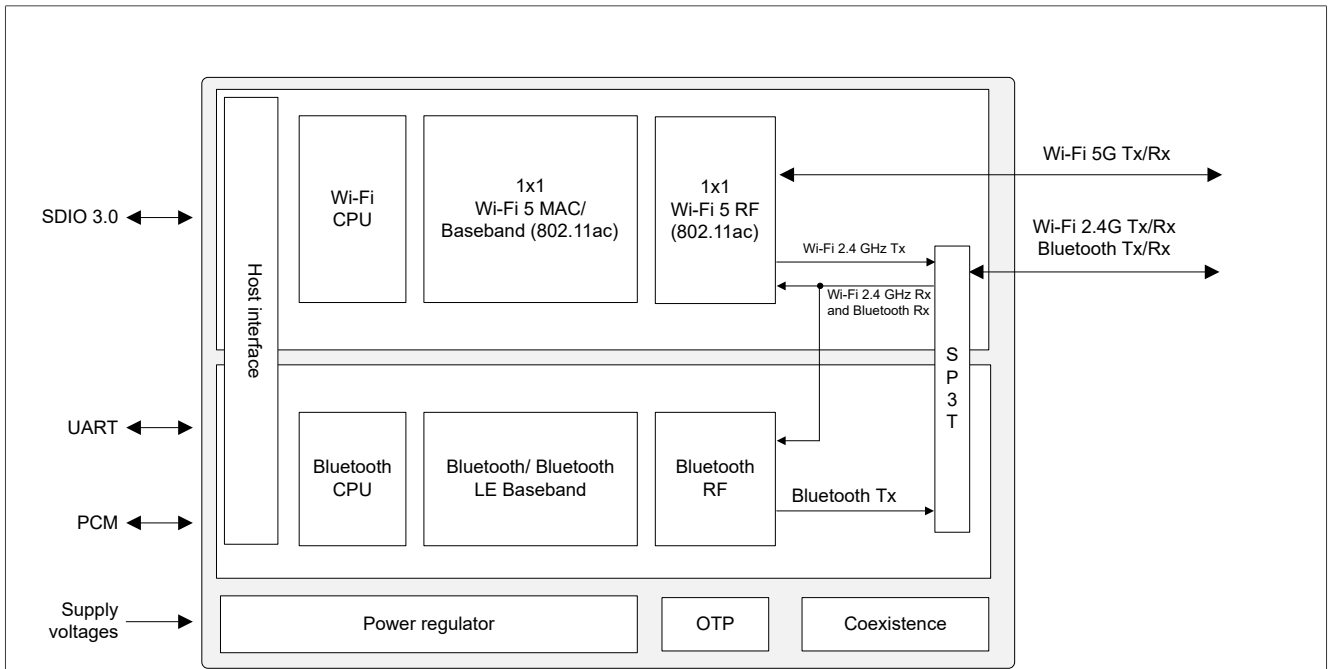 Wi-Fi 5G Tx/Rx
SDIO 3.0
Host interface
Wi-Fi
CPU
1x1
Wi-Fi 5 MAC/
Baseband (802.11ac)
1x1
Wi-Fi 5 RF
(802.11ac)
Wi-Fi 2.4G Tx/Rx
Bluetooth Tx/Rx
Wi-Fi 2.4 GHz Tx
Wi-Fi 2.4 GHz Rx
and Bluetooth Rx
S
P
3
T
UART
PCM
Bluetooth
CPU
Bluetooth/ Bluetooth
LE Baseband
Bluetooth
RF
Bluetooth Tx
Supply
voltages
Power regulator
OTP
Coexistence